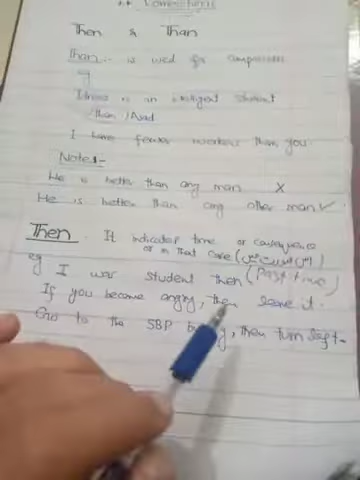 Then & Than
Than :- is used for comparison
eg
is an intelligent student
than Asad
I have fewer workers than you
Note:-
He is better than any man X
He is better than any other man ✓
Then. It indicates time or consequence
or in that case
eg I was student then (Past time)
If you become angry, then leave it.
Go to the SBP , then turn left.